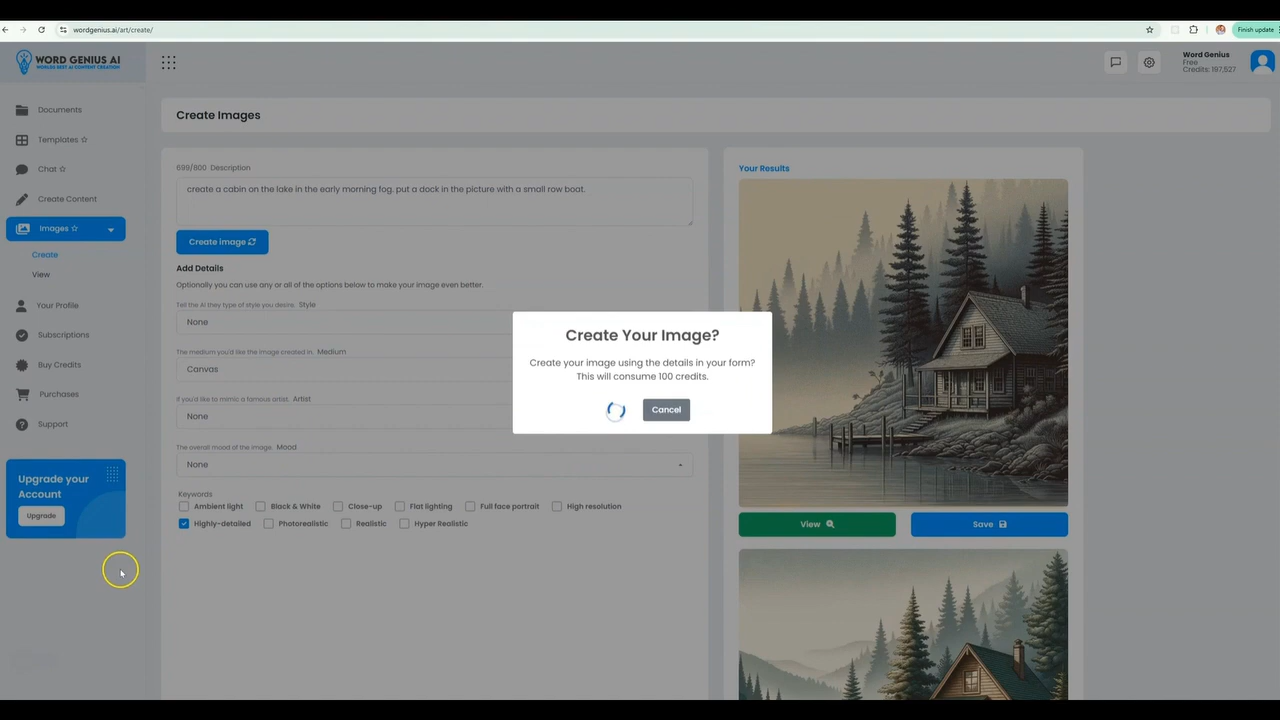 wordgenius.ai/art/create/
Finish update
WORD GENIUS AI
WORLDS BEST AI CONTENT CREATION
Word Genius
Free
Credits: 197,527
Documents
Templates
Chat
Create Content
Images
Create
View
Your Profile
Subscriptions
Buy Credits
Purchases
Support
Upgrade your
Account
Upgrade
Create Images
699/800 Description
create a cabin on the lake in the early morning fog. put a dock in the picture with a small row boat.
Create image
Add Details
Optionally you can use any or all of the options below to make your image even better.
Tell the AI they type of style you desire. Style
None
The medium you'd like the image created in. Medium
Canvas
If you'd like to mimic a famous artist. Artist
None
The overall mood of the image. Mood
None
Keywords
Ambient light
Black & White
Close-up
Flat lighting
Full face portrait
High resolution
Highly-detailed
Photorealistic
Realistic
Hyper Realistic
Create Your Image?
Create your image using the details in your form?
This will consume 100 credits.
Cancel
Your Results
View
Save